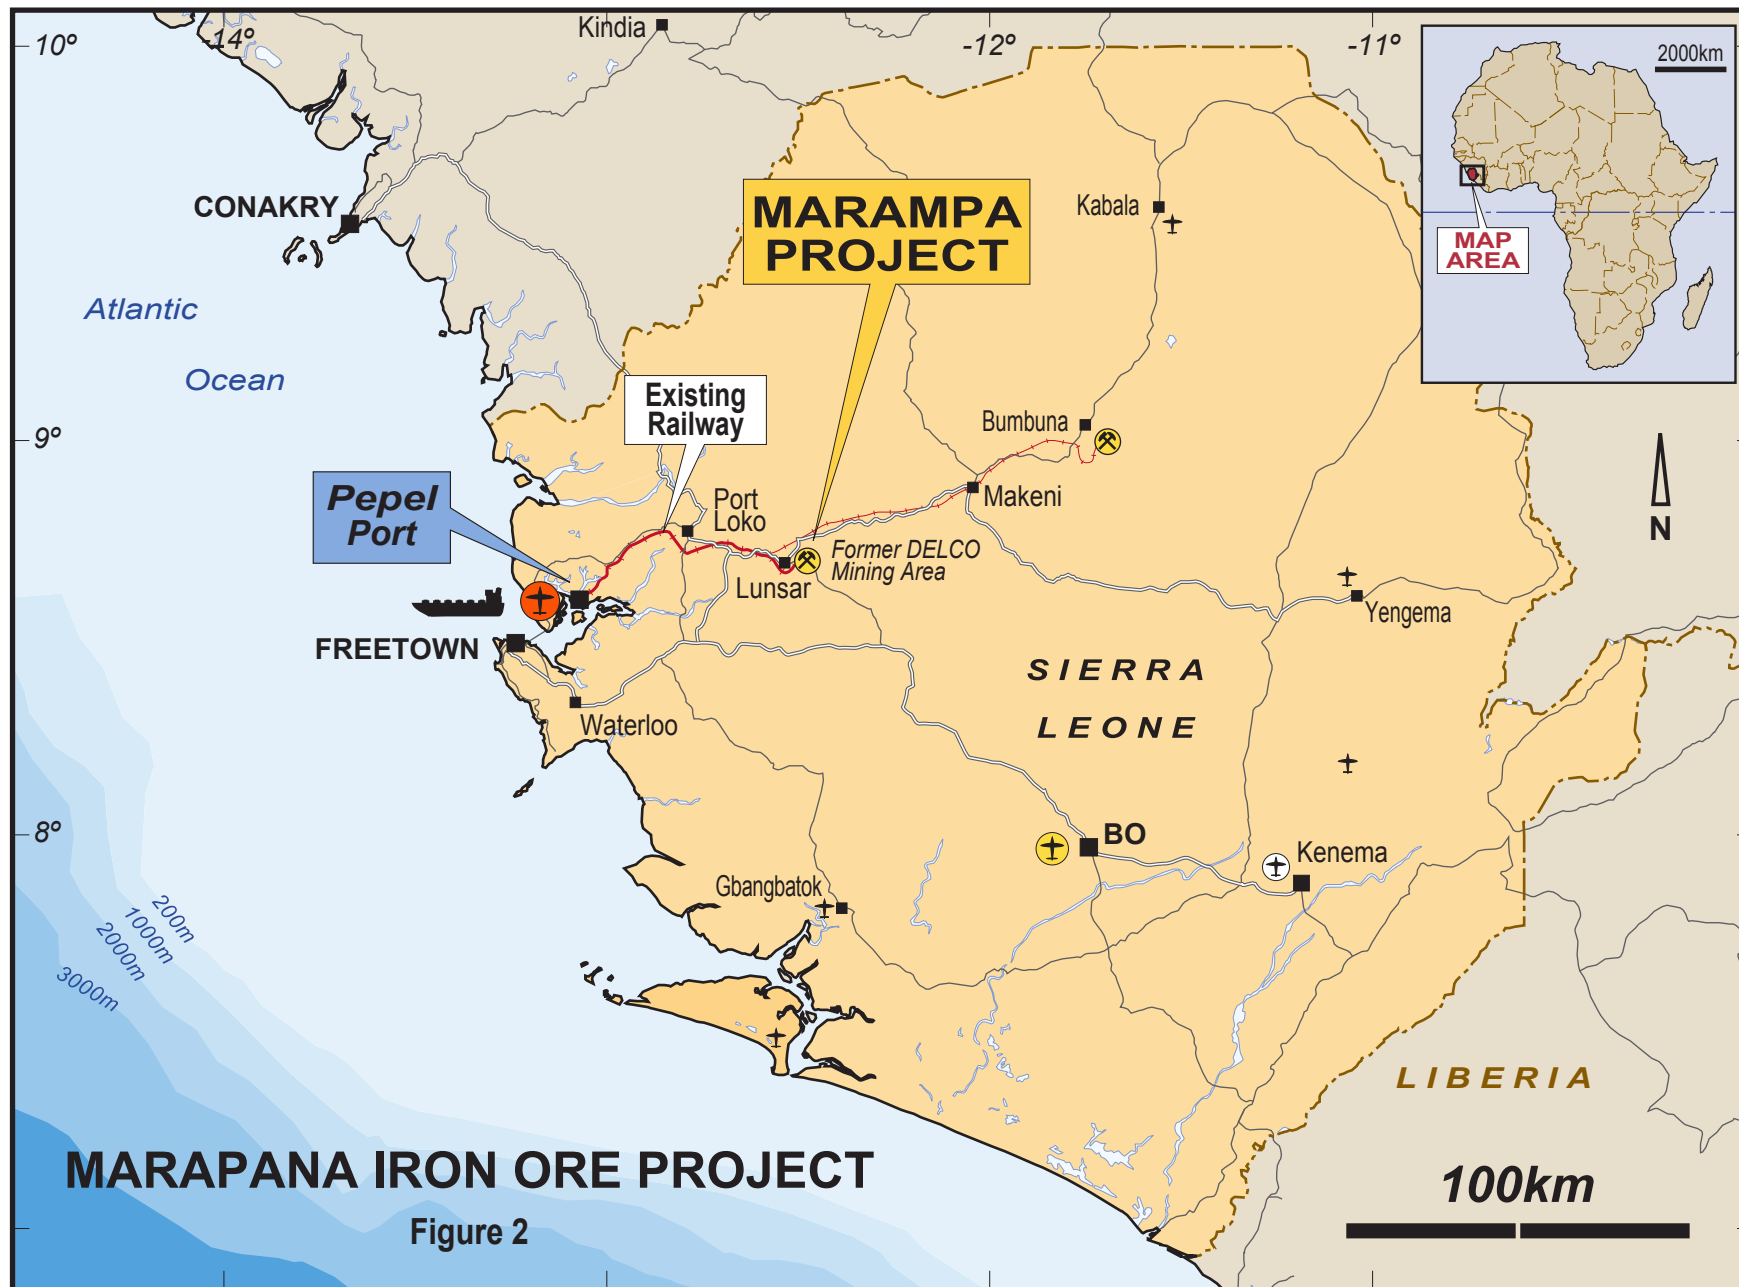 10º
-14º
Kindia
-12º
-11º
2000km
CONAKRY
MARAMPA
PROJECT
Kabala
MAP
AREA
Atlantic
Ocean
Existing
Railway
9º
Bumbuna
Pepel
Port
Port
Loko
Makeni
N
Former DELCO
Mining Area
Lunsar
Yengema
FREETOWN
SIERRA
LEONE
Waterloo
8º
BO
Kenema
Gbangbatok
200m
1000m
2000m
3000m
LIBERIA
MARAPANA IRON ORE PROJECT
Figure 2
100km